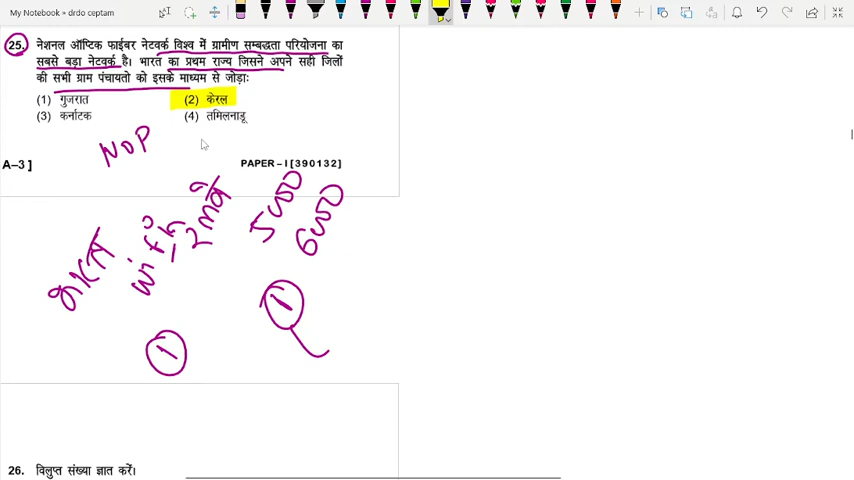 My Notebook » drdo ceptam
25. नेशनल ऑप्टिक फाईबर नेटवर्क विश्व में ग्रामीण सम्बद्धता परियोजना का
सबसे बड़ा नेटवर्क है। भारत का प्रथम राज्य जिसने अपने सही जिलों
की सभी ग्राम पंचायतो को इसके माध्यम से जोड़ाः
(1) गुजरात (2) केरल
(3) कर्नाटक (4) तमिलनाडू
NOP
A–3 ] PAPER – I [ 390132 ]
भारत
wifi
5000
6000
1
1
26. विलुप्त संख्या ज्ञात करें।